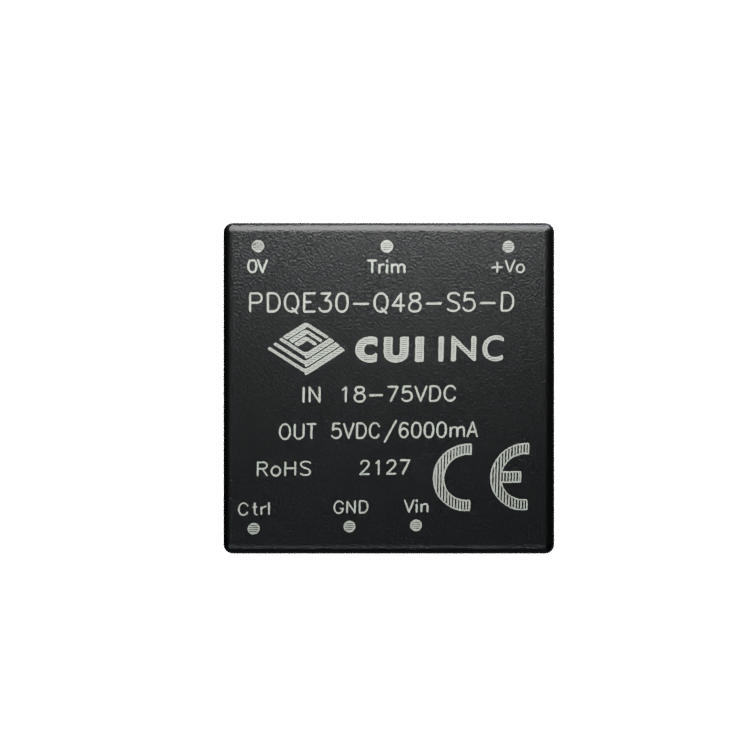 0V Trim +Vo
PDQE30-Q48-S5-D
CUI INC
IN 18-75VDC
OUT 5VDC/6000mA
RoHS 2127 CE
Ctrl GND Vin